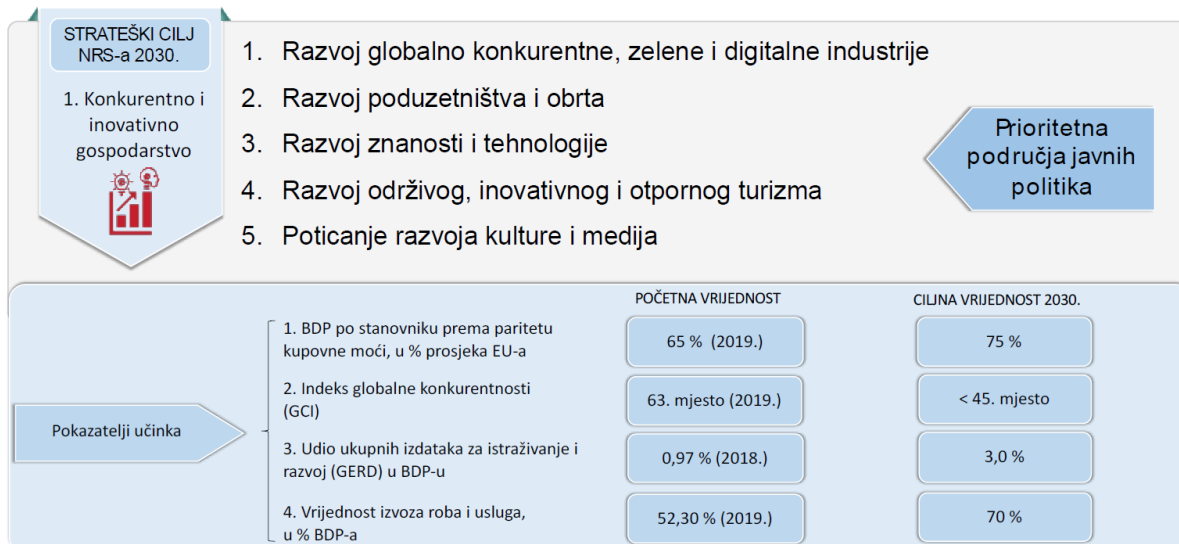 STRATEŠKI CILJ
NRS-a 2030.
1. Konkurentno i
inovativno
gospodarstvo
1. Razvoj globalno konkurentne, zelene i digitalne industrije
2. Razvoj poduzetništva i obrta
3. Razvoj znanosti i tehnologije
4. Razvoj održivog, inovativnog i otpornog turizma
5. Poticanje razvoja kulture i medija
Prioritetna
područja javnih
politika
POČETNA VRIJEDNOST
CILJNA VRIJEDNOST 2030.
Pokazatelji učinka
1. BDP po stanovniku prema paritetu
kupovne moći, u % prosjeka EU-a
65 % (2019.)
75 %
2. Indeks globalne konkurentnosti
(GCI)
63. mjesto (2019.)
< 45. mjesto
3. Udio ukupnih izdataka za istraživanje i
razvoj (GERD) u BDP-u
0,97 % (2018.)
3,0 %
4. Vrijednost izvoza roba i usluga,
u % BDP-a
52,30 % (2019.)
70 %